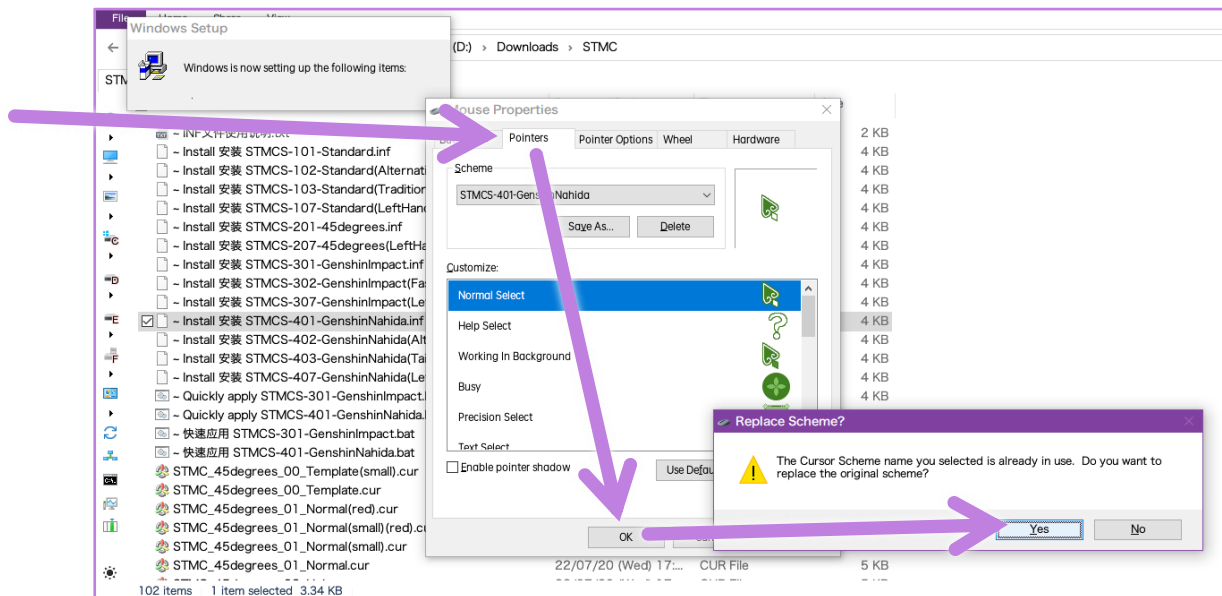 File Home Share View
Windows Setup
Windows is now setting up the following items:
(D:) > Downloads > STMC
STM
Mouse Properties
Pointers
Pointer Options
Wheel
Hardware
Scheme
STMCS-401-GenshinNahida
Save As...
Delete
Customize:
Normal Select
Help Select
Working In Background
Busy
Precision Select
Text Select
Enable pointer shadow
Use Defau
OK
Replace Scheme?
The Cursor Scheme name you selected is already in use. Do you want to
replace the original scheme?
Yes
No
~ INF文件使用说明.txt
2 KB
~ Install 安装 STMCS-101-Standard.inf
4 KB
~ Install 安装 STMCS-102-Standard(Alternati
4 KB
~ Install 安装 STMCS-103-Standard(Tradition
4 KB
~ Install 安装 STMCS-107-Standard(LeftHand
4 KB
~ Install 安装 STMCS-201-45degrees.inf
4 KB
~ Install 安装 STMCS-207-45degrees(LeftHa
4 KB
~ Install 安装 STMCS-301-GenshinImpact.inf
4 KB
~ Install 安装 STMCS-302-GenshinImpact(Fa
4 KB
~ Install 安装 STMCS-307-GenshinImpact(Le
4 KB
~ Install 安装 STMCS-401-GenshinNahida.inf
4 KB
~ Install 安装 STMCS-402-GenshinNahida(Alt
4 KB
~ Install 安装 STMCS-403-GenshinNahida(Tai
4 KB
~ Install 安装 STMCS-407-GenshinNahida(Le
4 KB
~ Quickly apply STMCS-301-GenshinImpact.
4 KB
~ Quickly apply STMCS-401-GenshinNahida.
~ 快速应用 STMCS-301-GenshinImpact.bat
~ 快速应用 STMCS-401-GenshinNahida.bat
STMC_45degrees_00_Template(small).cur
STMC_45degrees_00_Template.cur
STMC_45degrees_01_Normal(red).cur
STMC_45degrees_01_Normal(small)(red).cu
STMC_45degrees_01_Normal(small).cur
STMC_45degrees_01_Normal.cur
22/07/20 (Wed) 17:...
CUR File
5 KB
102 items
1 item selected 3.34 KB